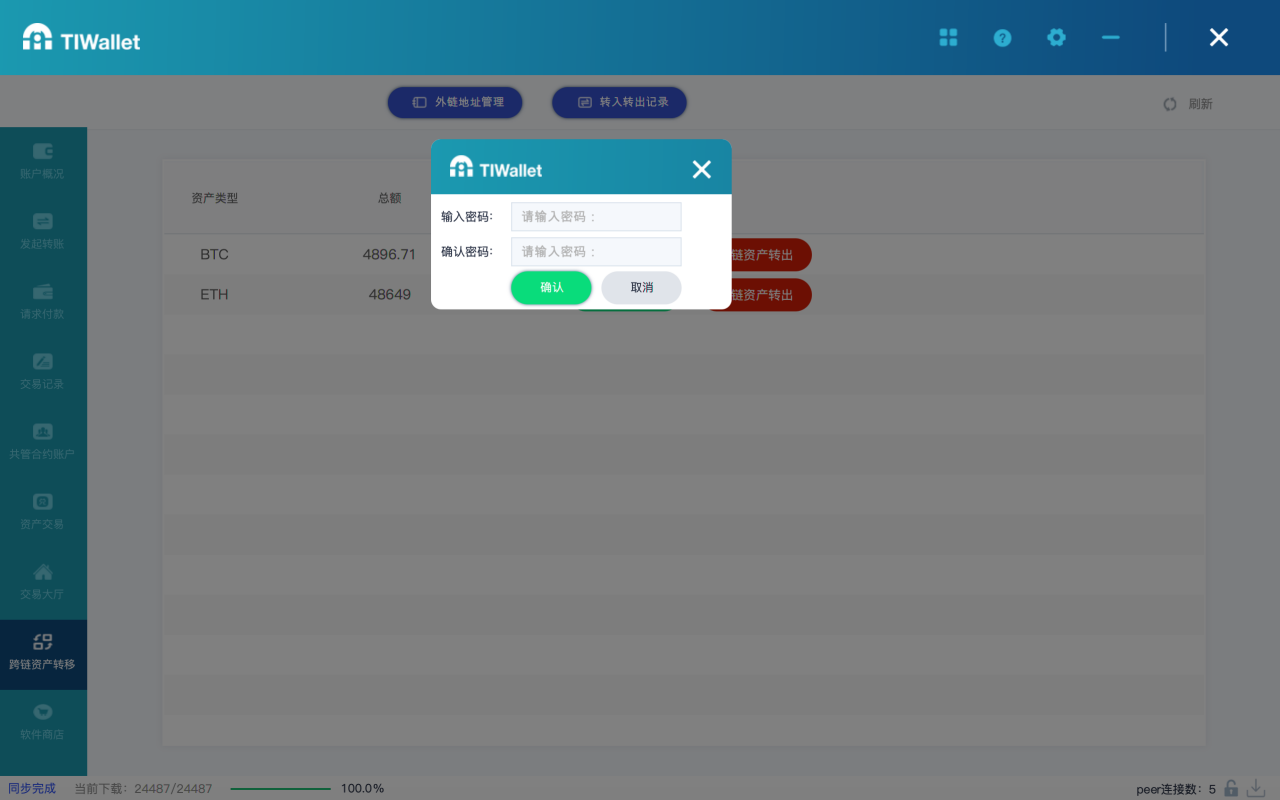 TIWallet
外链地址管理
转入转出记录
刷新
TIWallet
输入密码: 请输入密码：
确认密码: 请输入密码：
确认
取消
账户概况
发起转账
请求付款
交易记录
共管合约账户
资产交易
交易大厅
跨链资产转移
软件商店
资产类型 总额
BTC 4896.71 链资产转出
ETH 48649 链资产转出
同步完成 当前下载: 24487/24487 100.0% peer连接数: 5